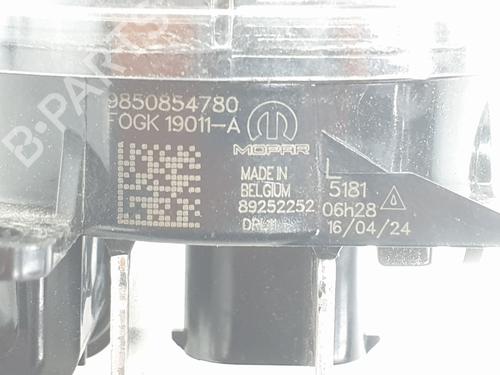 B-PARTS
9850854780
FOGK 19011-A
MOPAR
MADE IN
BELGIUM
89252252
L
5181
06h28
16/04/24